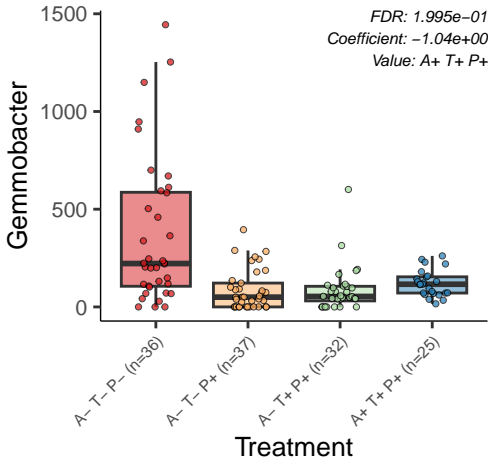 FDR: 1.995e−01
Coefficient: −1.04e+00
Value: A+ T+ P+
Gemmobacter
1500
1000
500
0
A− T− P− (n=36)
A− T− P+ (n=37)
A− T+ P+ (n=32)
A+ T+ P+ (n=25)
Treatment